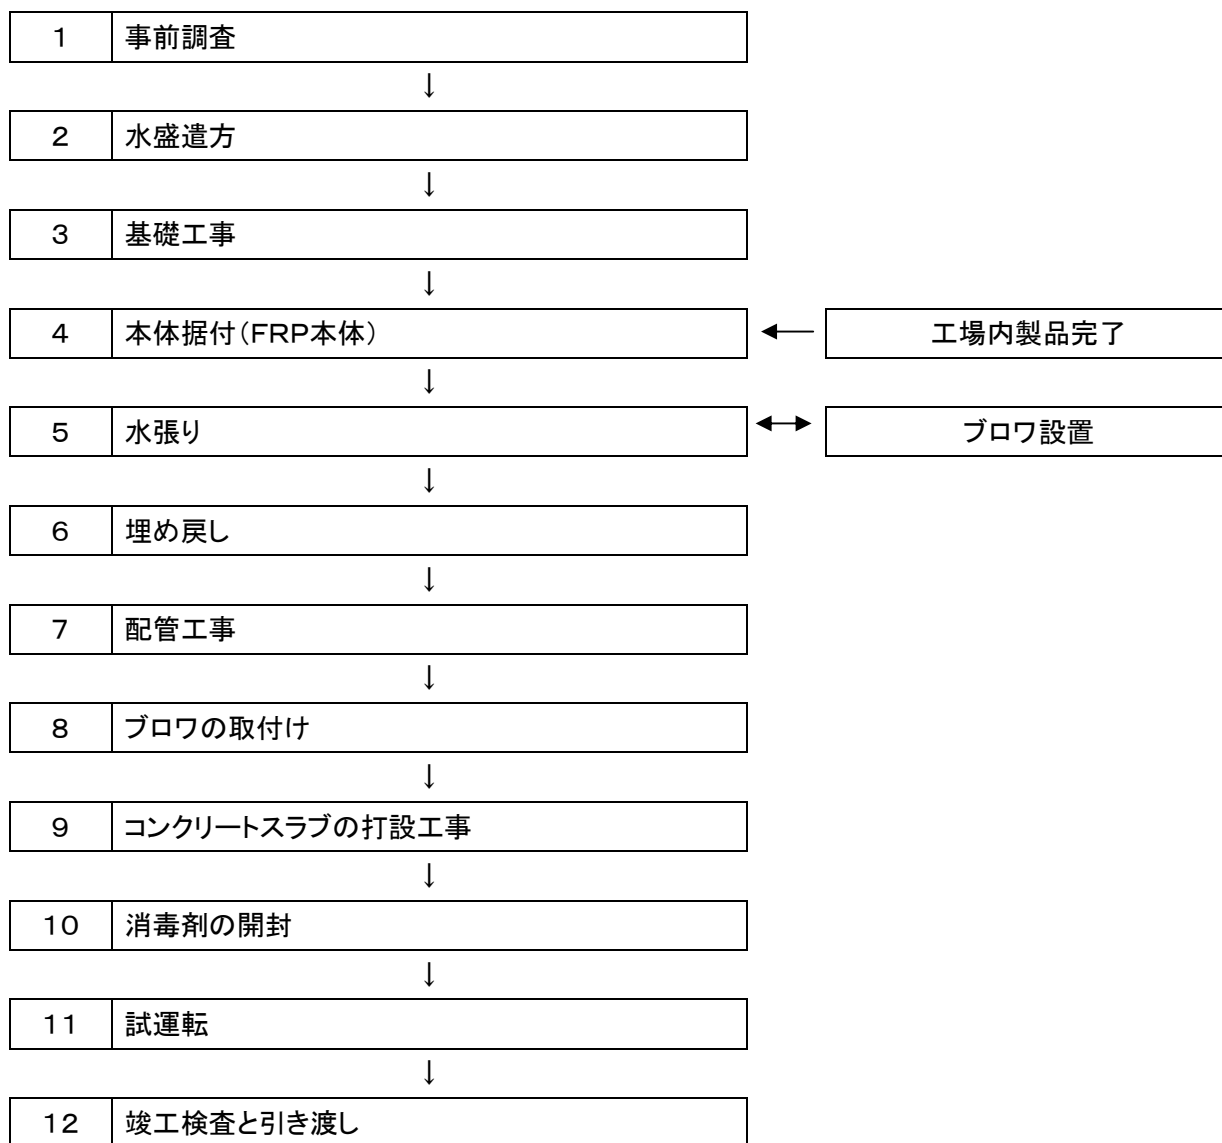 1 事前調査
↓
2 水盛遣方
↓
3 基礎工事
↓
4 本体据付(FRP本体) ← 工場内製品完了
↓
5 水張り ↔ ブロワ設置
↓
6 埋め戻し
↓
7 配管工事
↓
8 ブロワの取付け
↓
9 コンクリートスラブの打設工事
↓
10 消毒剤の開封
↓
11 試運転
↓
12 竣工検査と引き渡し